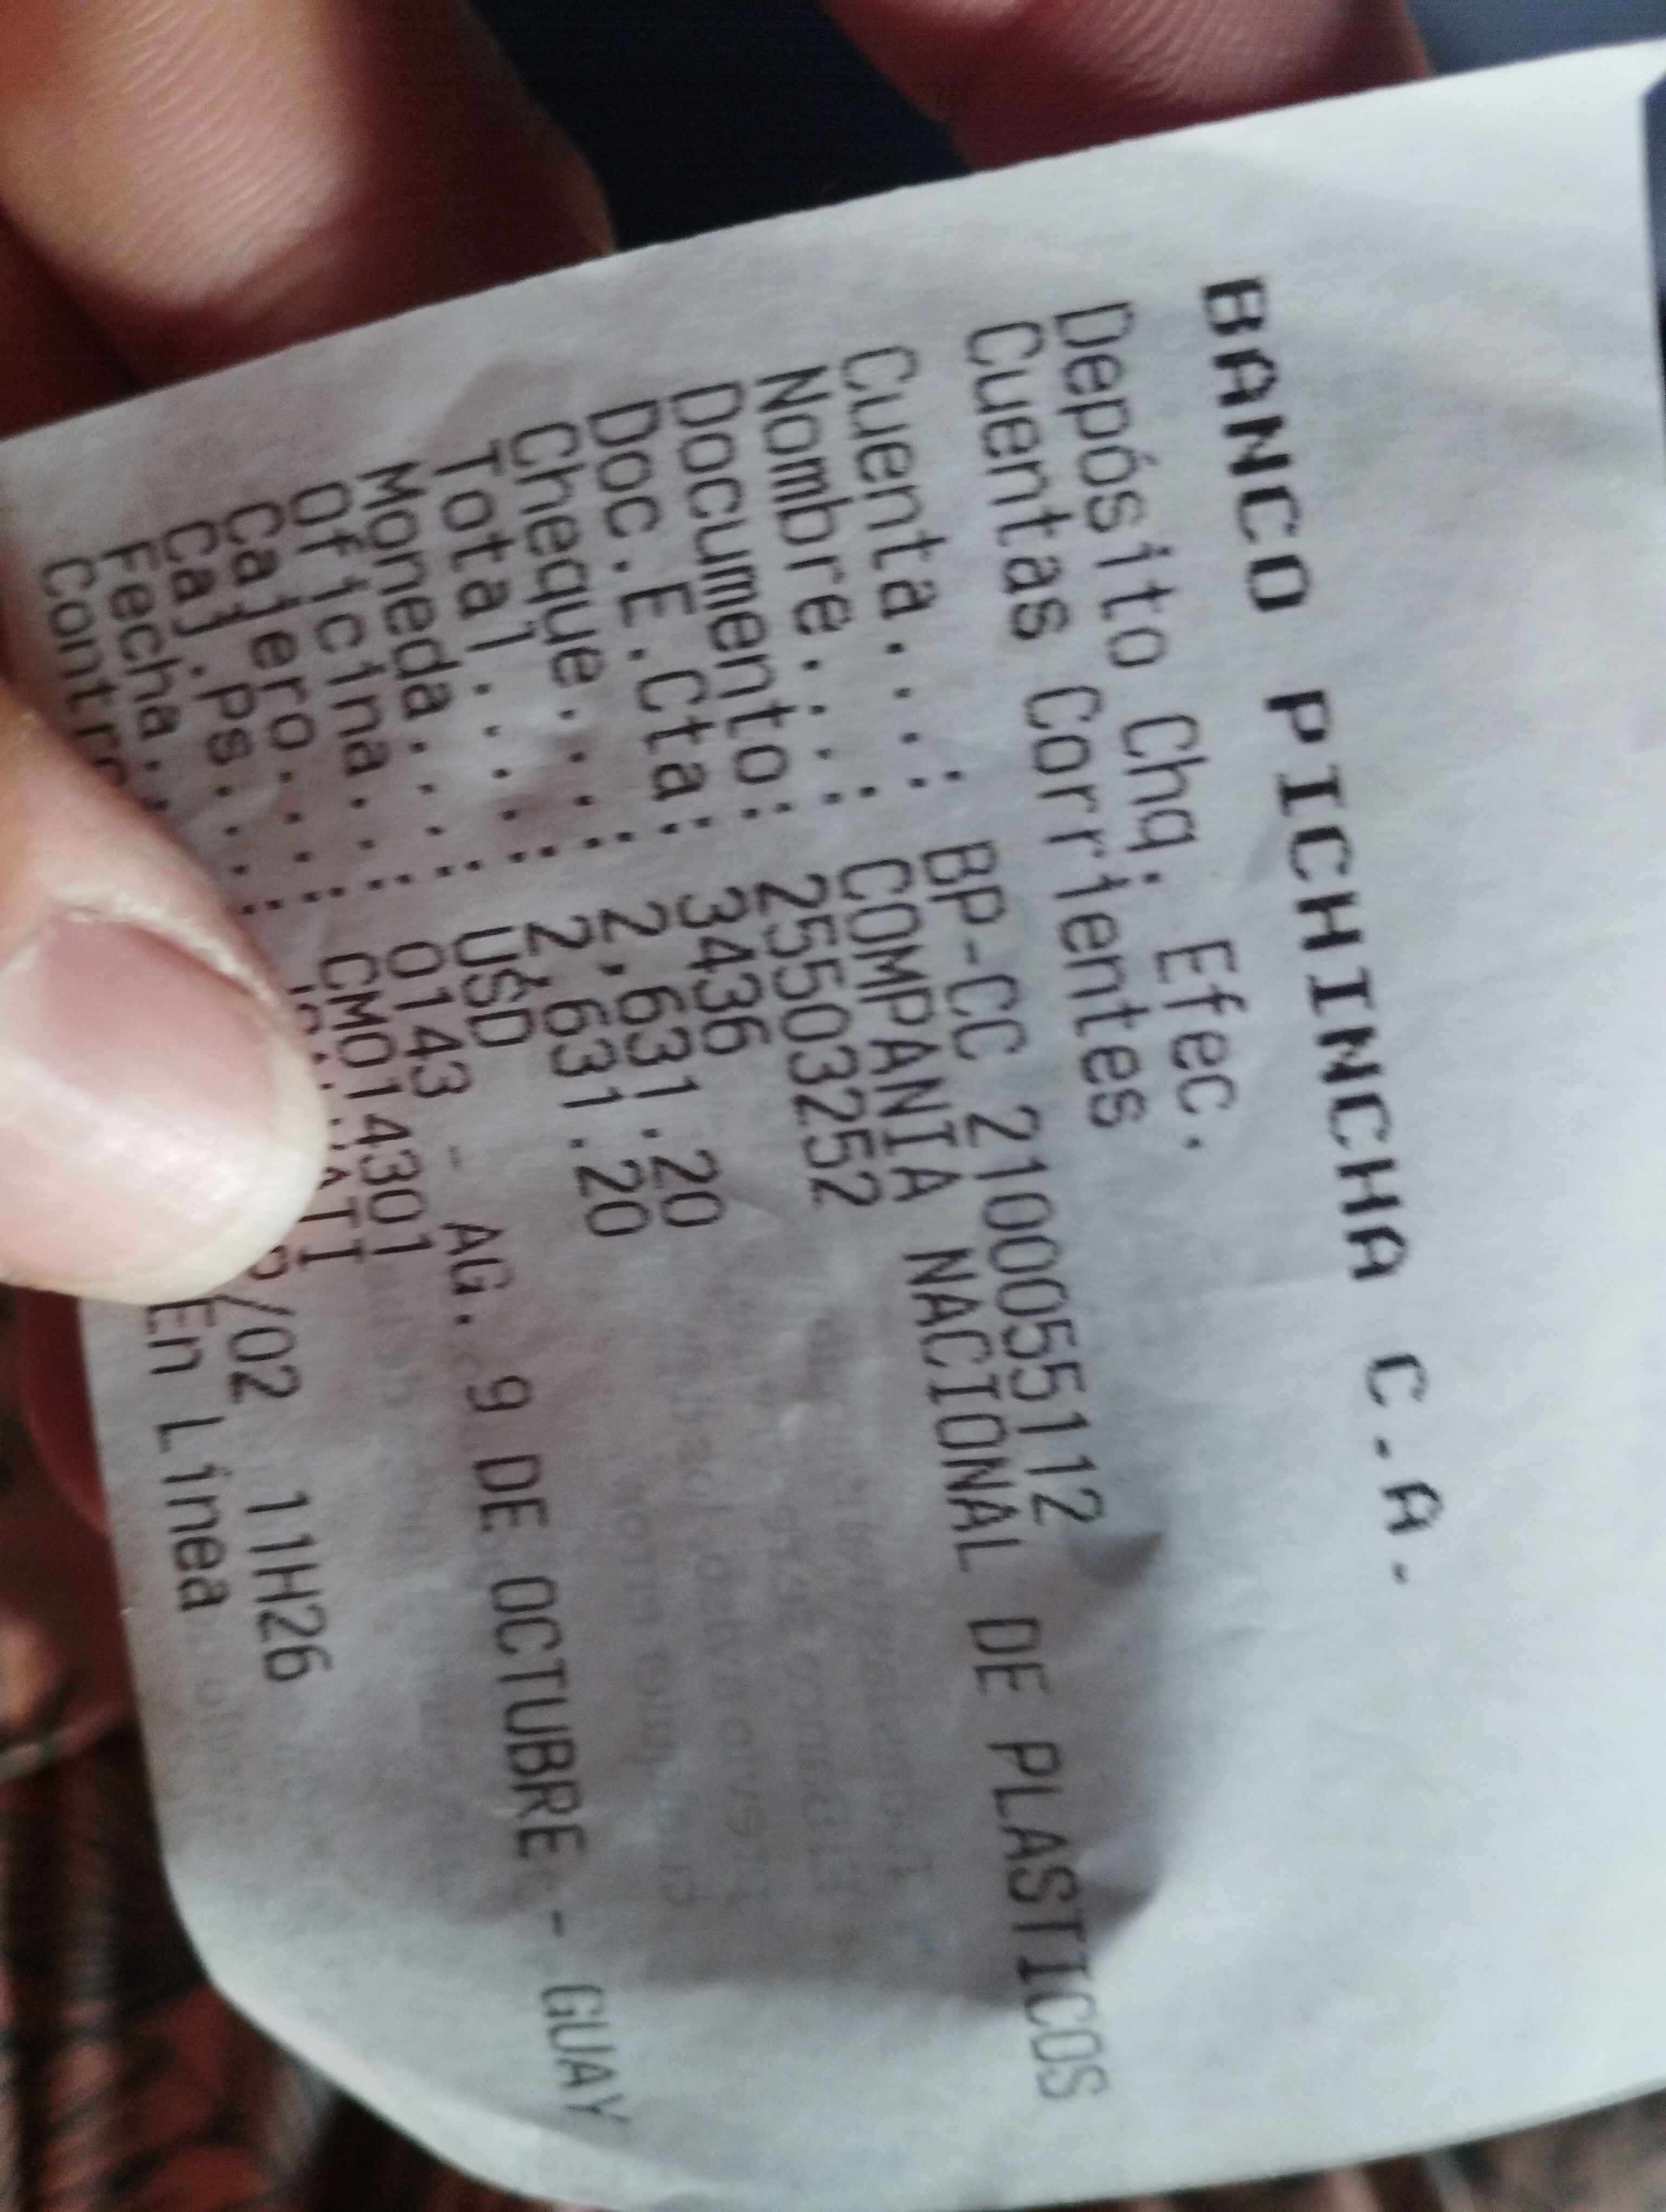 BANCO PICHINCHA C.A.
Depósito Chq. Efec.
Cuentas Corrientes
Cuenta...: BP-CC 2100055112
Nombre...: COMPANIA NACIONAL DE PLASTICOS
Documento: 255032 52
Doc.E.Cta: 3436
Cheque...: 2,631.20
Total....: 2,631.20
Moneda...: USD
Oficina..: 0143 - AG. 9 DE OCTUBRE - GUAY
Cajero...: CM014301
Caj.Ps...:
Fecha.. /02 11H26
En Línea